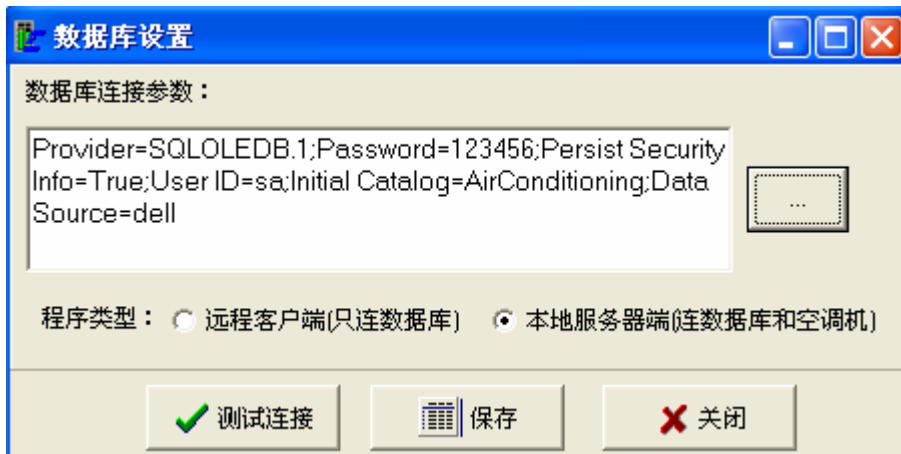 数据库设置
数据库连接参数：
Provider=SQLOLEDB.1;Password=123456;Persist Security
Info=True;User ID=sa;Initial Catalog=AirConditioning;Data
Source=dell
...
程序类型： 远程客户端(只连数据库) 本地服务器端(连数据库和空调机)
测试连接 保存 关闭